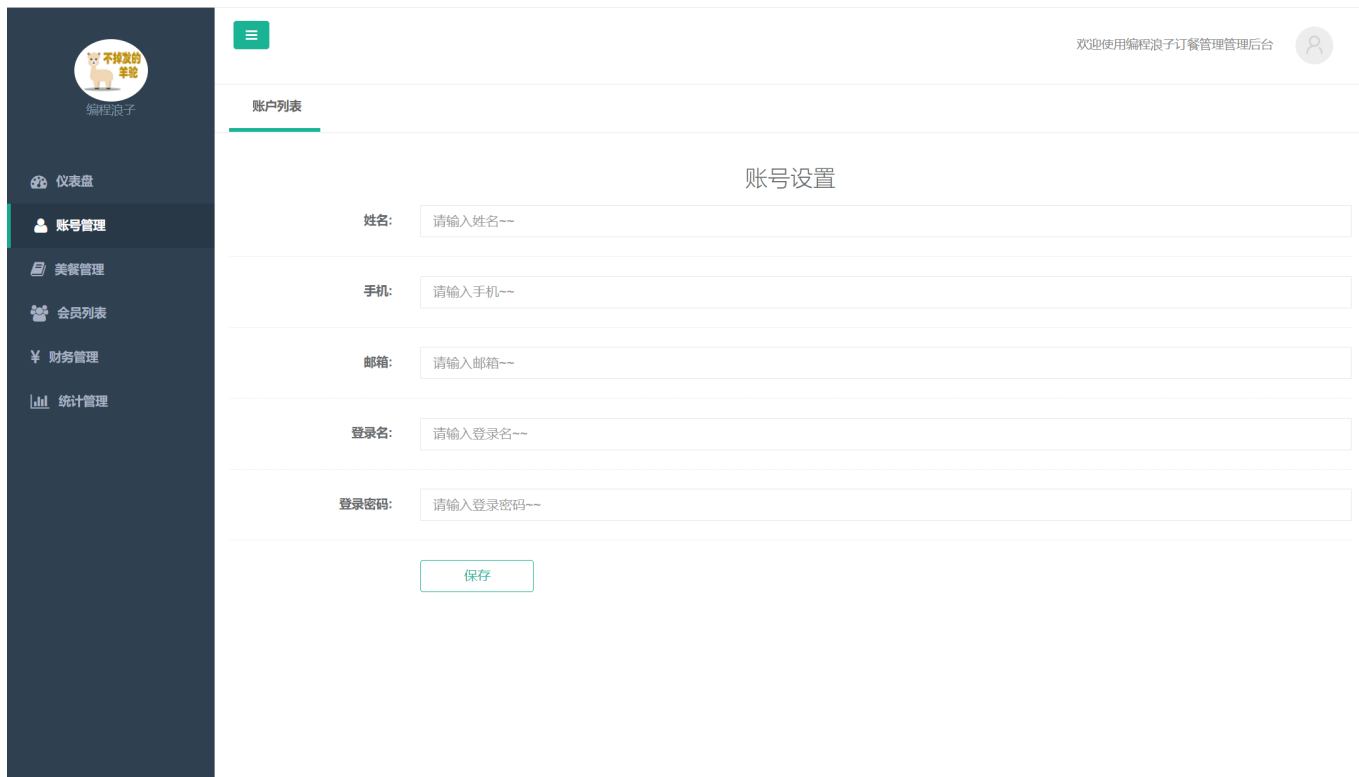 不掉发的
羊驼
编程浪子
仪表盘
账号管理
美餐管理
会员列表
¥ 财务管理
统计管理
欢迎使用编程浪子订餐管理管理后台
账户列表
账号设置
姓名: 请输入姓名~~
手机: 请输入手机~~
邮箱: 请输入邮箱~~
登录名: 请输入登录名~~
登录密码: 请输入登录密码~~
保存